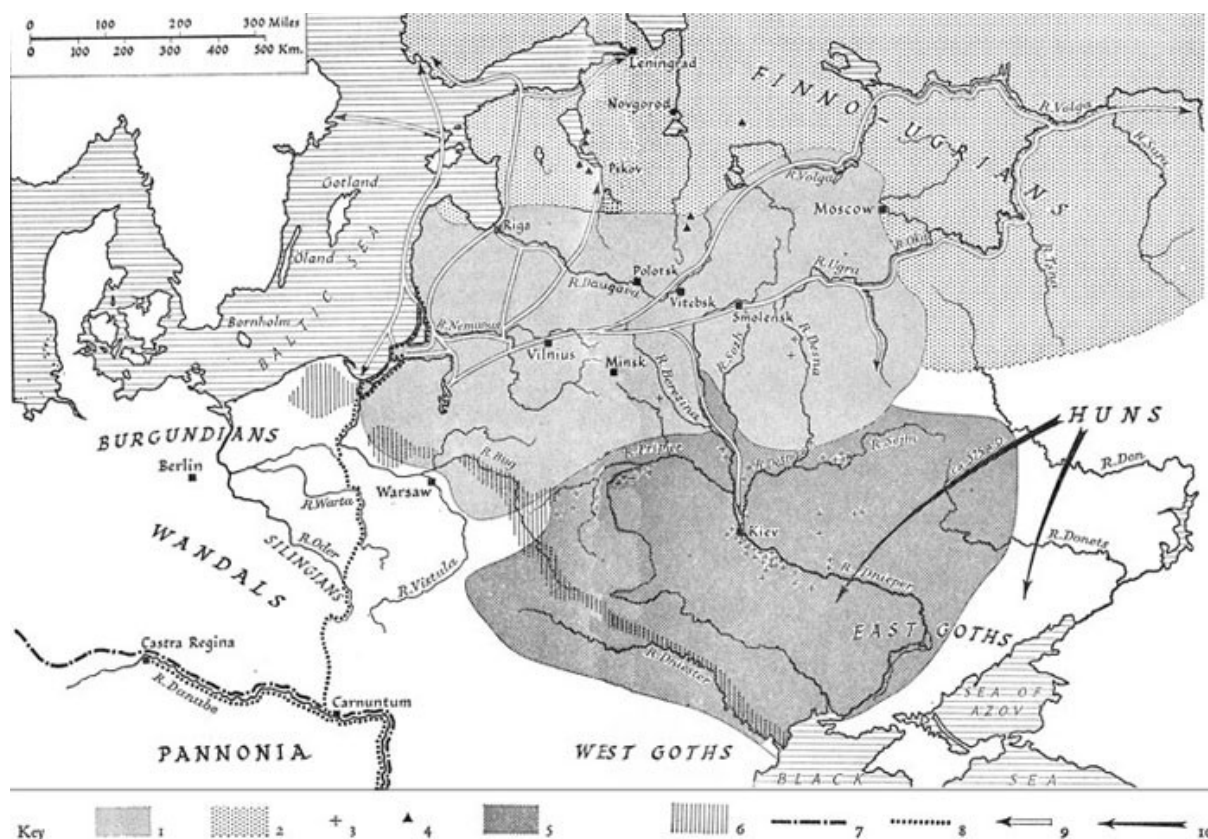 0 100 200 300 Miles
0 100 200 300 400 500 Km.
Leningrad
Novgorod
FINNO-UGRIANS
R. Volga
R. Sura
Pskov
Gotland
R. Volga
Moscow
Riga
R. Oka
Öland
BALTIC SEA
Polotsk
R. Ugra
R. Daugava
Vitebsk
Smolensk
Bornholm
R. Nemunas
Vilnius
Minsk
R. Sozh
R. Desna
R. Berezina
HUNS
BURGUNDIANS
R. Seim
ca. 375 A.D.
Berlin
R. Bug
R. Pripet
R. Don
Warsaw
R. Warta
Kiev
R. Oder
R. Donets
WANDALS
SILINGIANS
R. Vistula
R. Dnieper
EAST GOTHS
Castra Regina
R. Dniester
R. Danube
SEA OF
AZOV
Carnuntum
PANNONIA
WEST GOTHS
BLACK SEA
Key 1 2 3 4 5 6 7 8 9 10